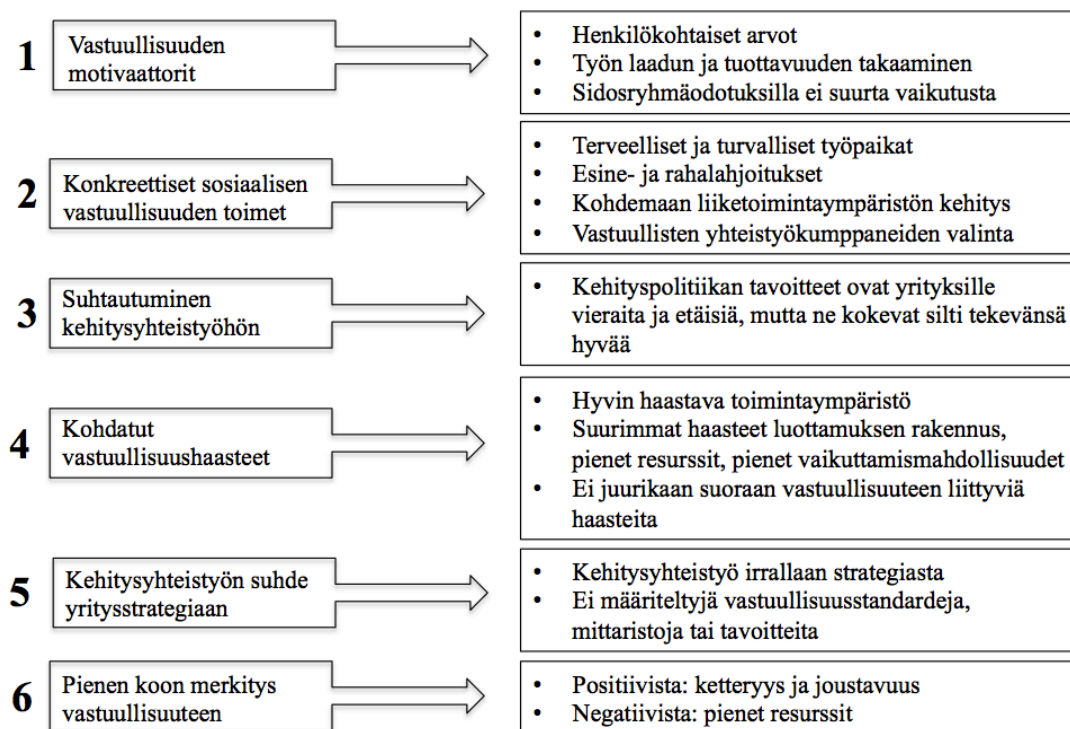 1
Vastuullisuuden
motivaattorit
• Henkilökohtaiset arvot
• Työn laadun ja tuottavuuden takaaminen
• Sidosryhmäodotuksilla ei suurta vaikutusta
2
Konkreettiset sosiaalisen
vastuullisuuden toimet
• Terveelliset ja turvalliset työpaikat
• Esine- ja rahalahjoitukset
• Kohdemaan liiketoimintaympäristön kehitys
• Vastuullisten yhteistyökumppaneiden valinta
3
Suhtautuminen
kehitysyhteistyöhön
• Kehityspolitiikan tavoitteet ovat yrityksille
vieraita ja etäisiä, mutta ne kokevat silti tekevänsä
hyvää
4
Kohdatut
vastuullisuushaasteet
• Hyvin haastava toimintaympäristö
• Suurimmat haasteet luottamuksen rakennus,
pienet resurssit, pienet vaikuttamismahdollisuudet
• Ei juurikaan suoraan vastuullisuuteen liittyviä
haasteita
5
Kehitysyhteistyön suhde
yritysstrategiaan
• Kehitysyhteistyö irrallaan strategiasta
• Ei määriteltyjä vastuullisuusstandardeja,
mittaristoja tai tavoitteita
6
Pienen koon merkitys
vastuullisuuteen
• Positiivista: ketteryys ja joustavuus
• Negatiivista: pienet resurssit